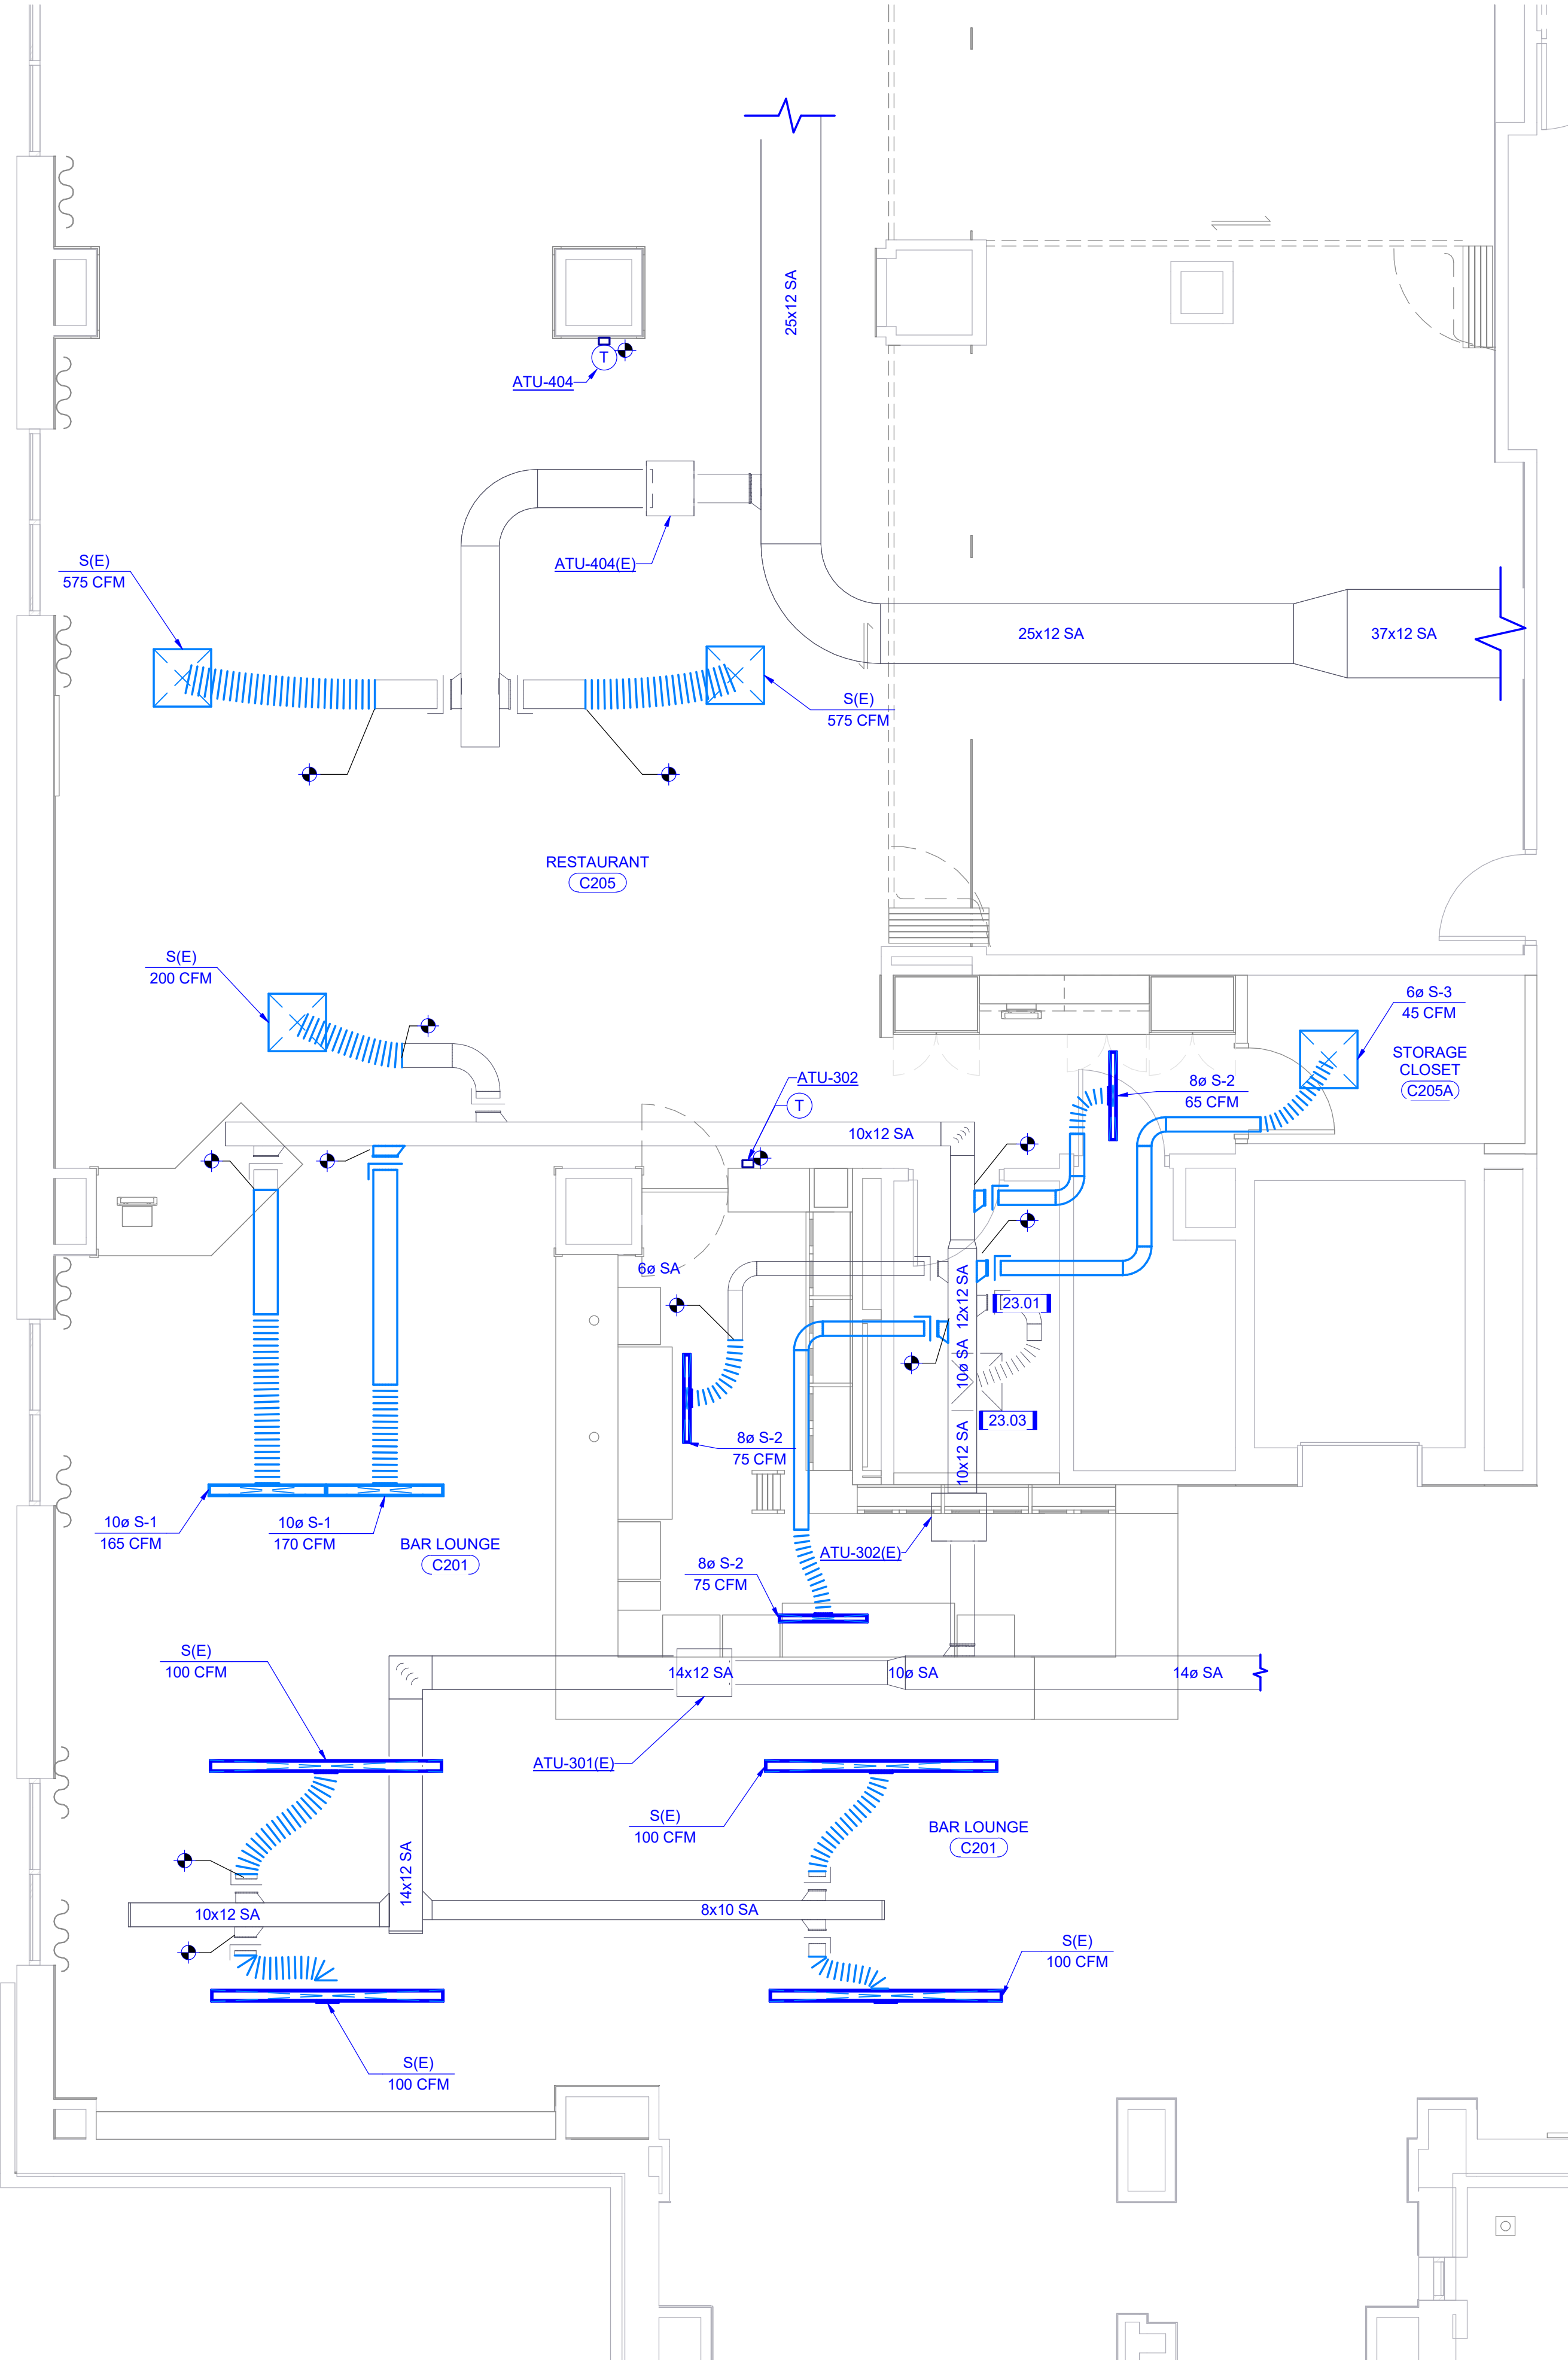 25x12 SA
T
ATU-404
ATU-404(E)
S(E)
575 CFM
25x12 SA
37x12 SA
S(E)
575 CFM
RESTAURANT
C205
S(E)
200 CFM
6ø S-3
45 CFM
STORAGE
CLOSET
C205A
ATU-302
T
8ø S-2
65 CFM
10x12 SA
6ø SA
12x12 SA
23.01
10ø SA
23.03
10x12 SA
8ø S-2
75 CFM
10ø S-1
165 CFM
10ø S-1
170 CFM
BAR LOUNGE
C201
ATU-302(E)
8ø S-2
75 CFM
S(E)
100 CFM
14x12 SA
10ø SA
14ø SA
ATU-301(E)
S(E)
100 CFM
BAR LOUNGE
C201
14x12 SA
10x12 SA
8x10 SA
S(E)
100 CFM
S(E)
100 CFM